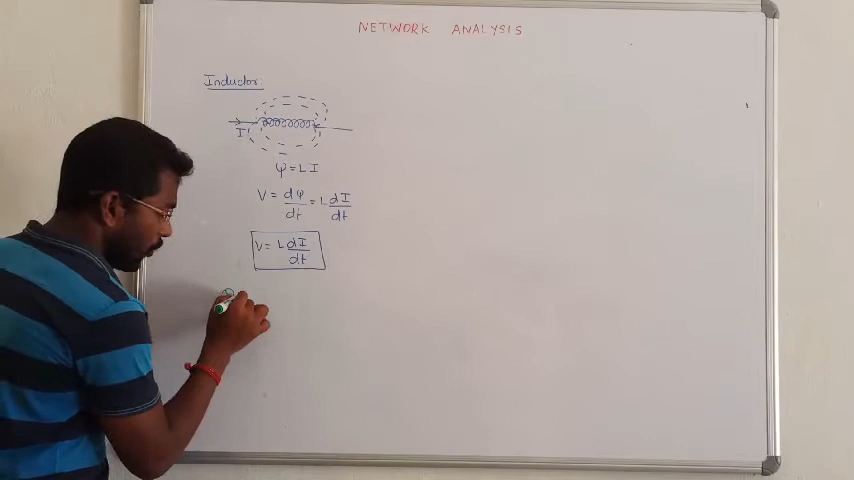 NETWORK ANALYSIS
Inductor
I
φ = L I
V = dφ/dt = L dI/dt
V = L dI/dt